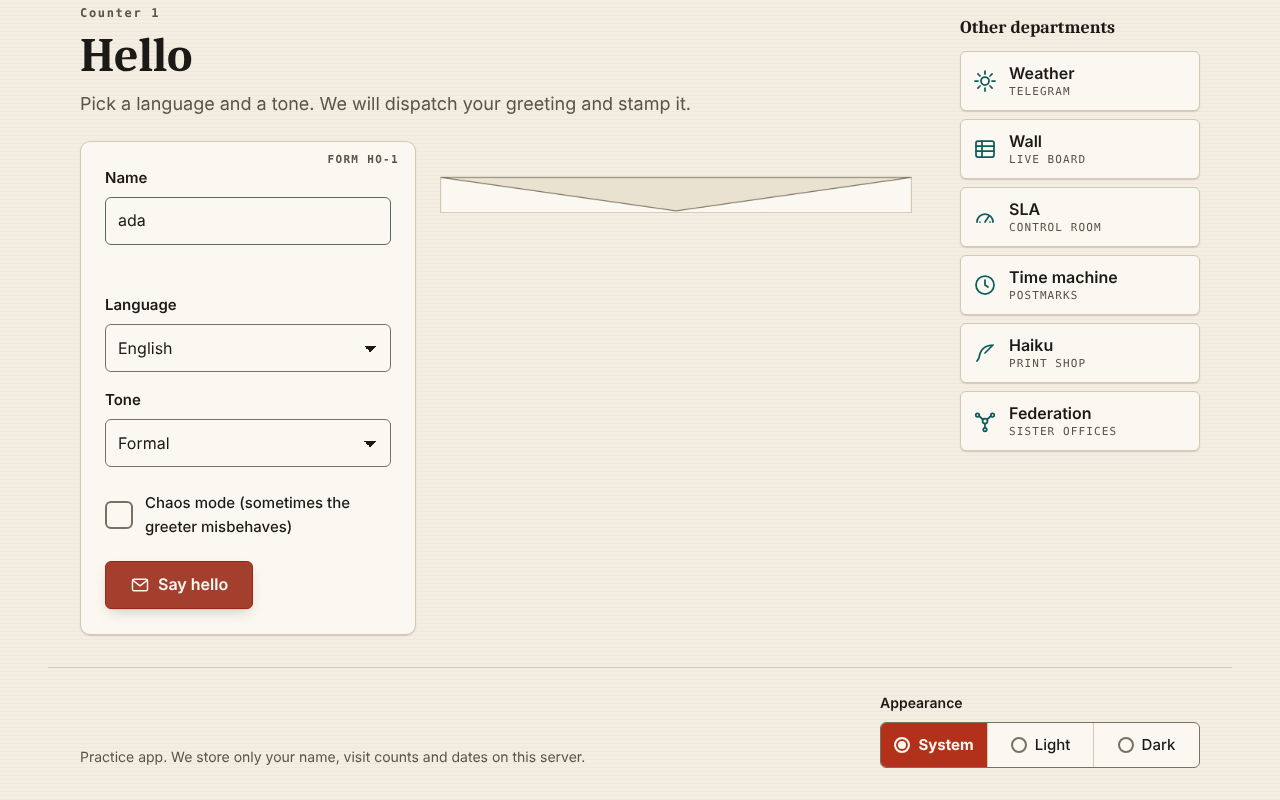 Counter 1
Hello
Pick a language and a tone. We will dispatch your greeting and stamp it.
FORM HO-1
Name
ada
Language
English
Tone
Formal
Chaos mode (sometimes the
greeter misbehaves)
Say hello
Other departments
Weather
TELEGRAM
Wall
LIVE BOARD
SLA
CONTROL ROOM
Time machine
POSTMARKS
Haiku
PRINT SHOP
Federation
SISTER OFFICES
Practice app. We store only your name, visit counts and dates on this server.
Appearance
System
Light
Dark